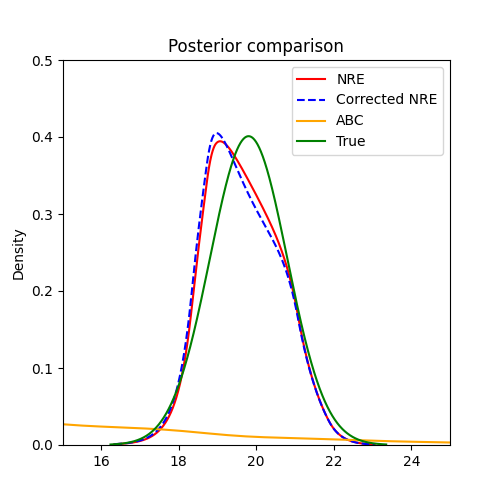 Posterior comparison
0.5
0.4
0.3
0.2
0.1
0.0
Density
NRE
Corrected NRE
ABC
True
16
18
20
22
24